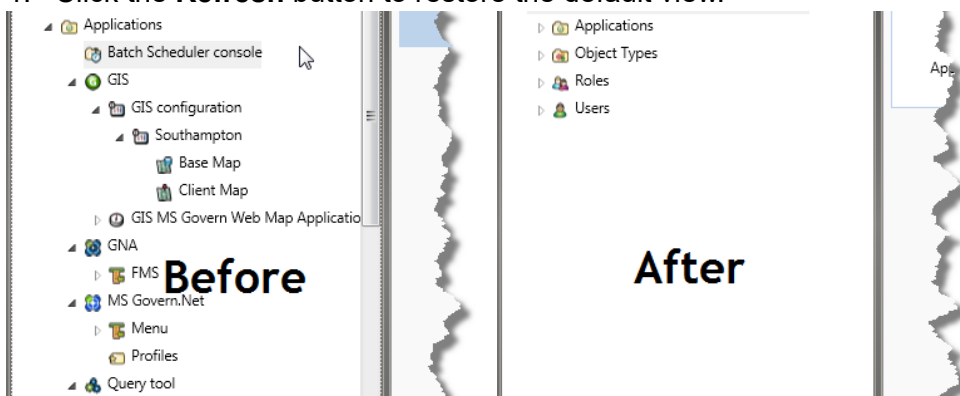 Click the Refresh button to restore the default view.
Applications
Batch Scheduler console
GIS
GIS configuration
Southampton
Base Map
Client Map
GIS MS Govern Web Map Applicatio
GNA
FMS
MS Govern.Net
Menu
Profiles
Query tool
Before
Applications
Object Types
Roles
Users
After
App